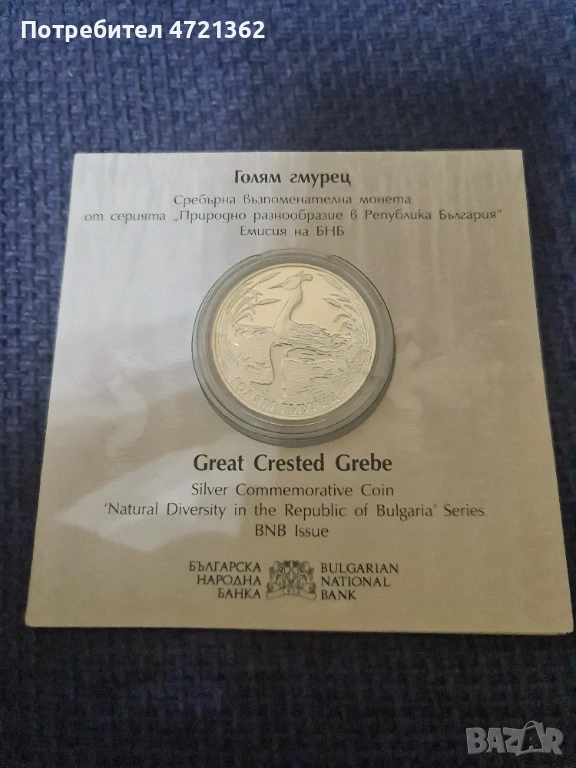 Потребител 4721362
Голям гмурец
Сребърна възпоменателна монета
от серията „Природно разнообразие в Република България“
Емисия на БНБ
ГОЛЯМ ГМУРЕЦ
Great Crested Grebe
Silver Commemorative Coin
'Natural Diversity in the Republic of Bulgaria' Series
BNB Issue
БЪЛГАРСКА НАРОДНА БАНКА
BULGARIAN NATIONAL BANK
BAZAR